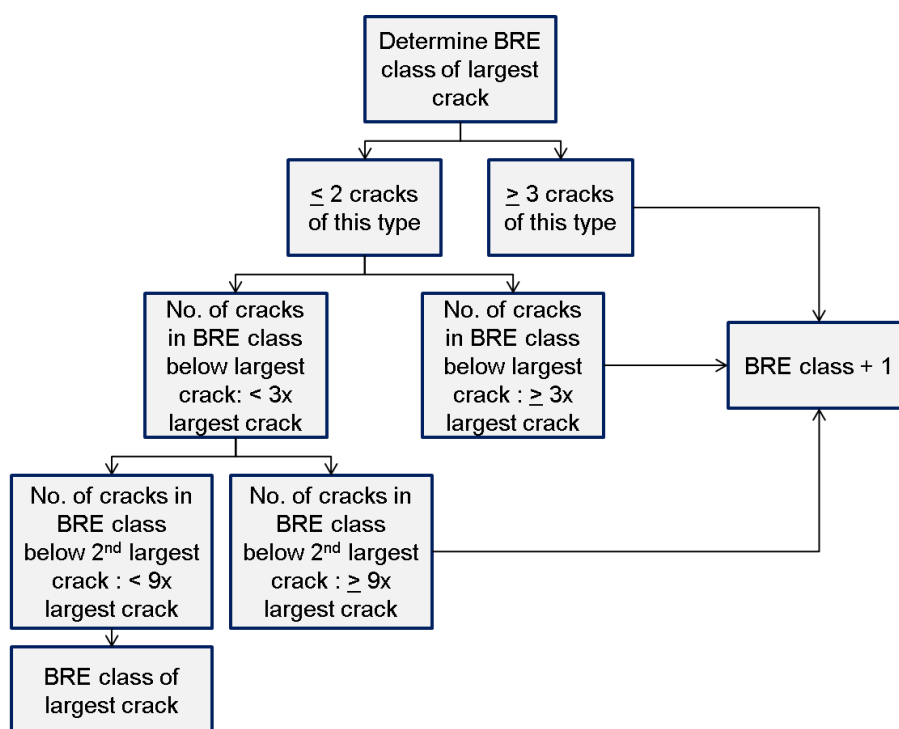 Determine BRE
class of largest
crack
≤ 2 cracks
of this type
≥ 3 cracks
of this type
No. of cracks
in BRE class
below largest
crack: < 3x
largest crack
No. of cracks
in BRE class
below largest
crack : ≥ 3x
largest crack
BRE class + 1
No. of cracks in
BRE class
below 2nd largest
crack : < 9x
largest crack
No. of cracks in
BRE class
below 2nd largest
crack : ≥ 9x
largest crack
BRE class of
largest crack